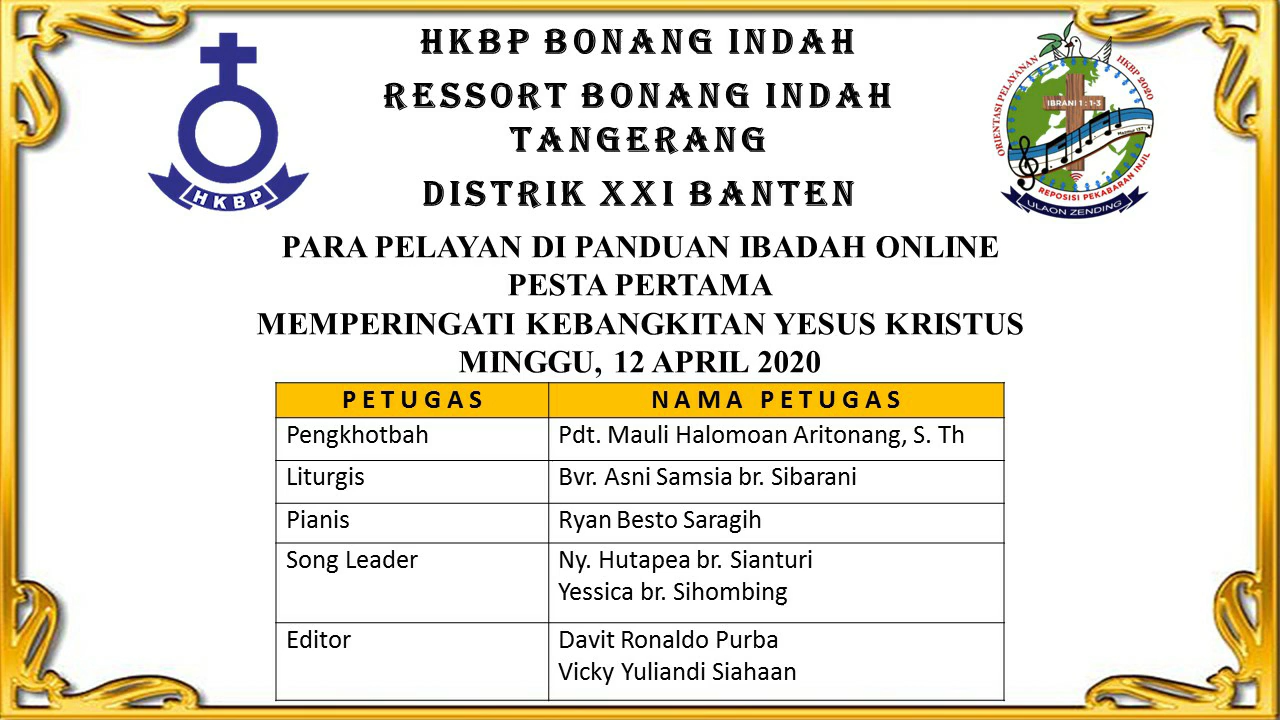 HKBP BONANG INDAH
RESSORT BONANG INDAH
TANGERANG
DISTRIK XXI BANTEN
HKBP
ORIENTASI PELAYANAN HKBP 2020
IBRANI 1 : 1-3
REPOSISI PEKABARAN INJIL
ULAON ZENDING
PARA PELAYAN DI PANDUAN IBADAH ONLINE
PESTA PERTAMA
MEMPERINGATI KEBANGKITAN YESUS KRISTUS
MINGGU, 12 APRIL 2020
PETUGAS NAMA PETUGAS
Pengkhotbah Pdt. Mauli Halomoan Aritonang, S. Th
Liturgis Bvr. Asni Samsia br. Sibarani
Pianis Ryan Besto Saragih
Song Leader Ny. Hutapea br. Sianturi
Yessica br. Sihombing
Editor Davit Ronaldo Purba
Vicky Yuliandi Siahaan